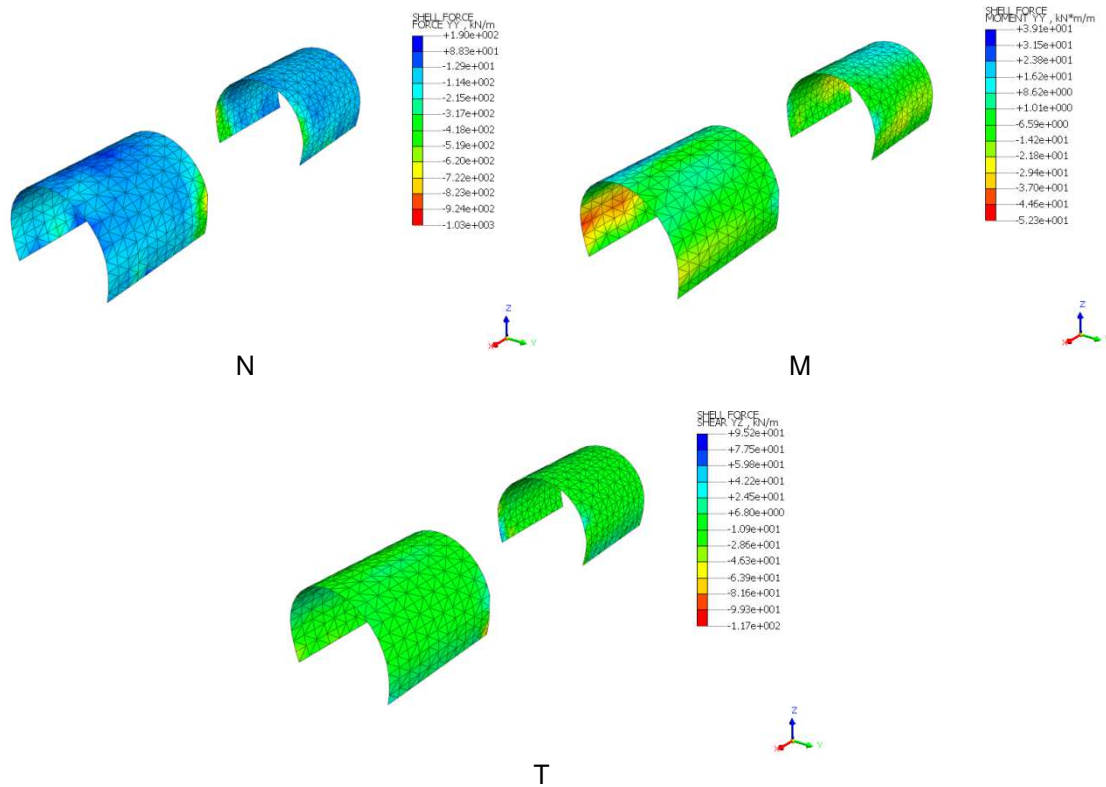 SHELL FORCE
FORCE YY , kN/m
+1.90e+002
+8.83e+001
-1.29e+001
-1.14e+002
-2.15e+002
-3.17e+002
-4.18e+002
-5.19e+002
-6.20e+002
-7.22e+002
-8.23e+002
-9.24e+002
-1.03e+003
Z
X
Y
N
SHELL FORCE
MOMENT YY , kN*m/m
+3.91e+001
+3.15e+001
+2.38e+001
+1.62e+001
+8.62e+000
+1.01e+000
-6.59e+000
-1.42e+001
-2.18e+001
-2.94e+001
-3.70e+001
-4.46e+001
-5.23e+001
Z
X
M
SHELL FORCE
SHEAR YZ , kN/m
+9.52e+001
+7.75e+001
+5.98e+001
+4.22e+001
+2.45e+001
+6.80e+000
-1.09e+001
-2.86e+001
-4.63e+001
-6.39e+001
-8.16e+001
-9.93e+001
-1.17e+002
Z
X
Y
T